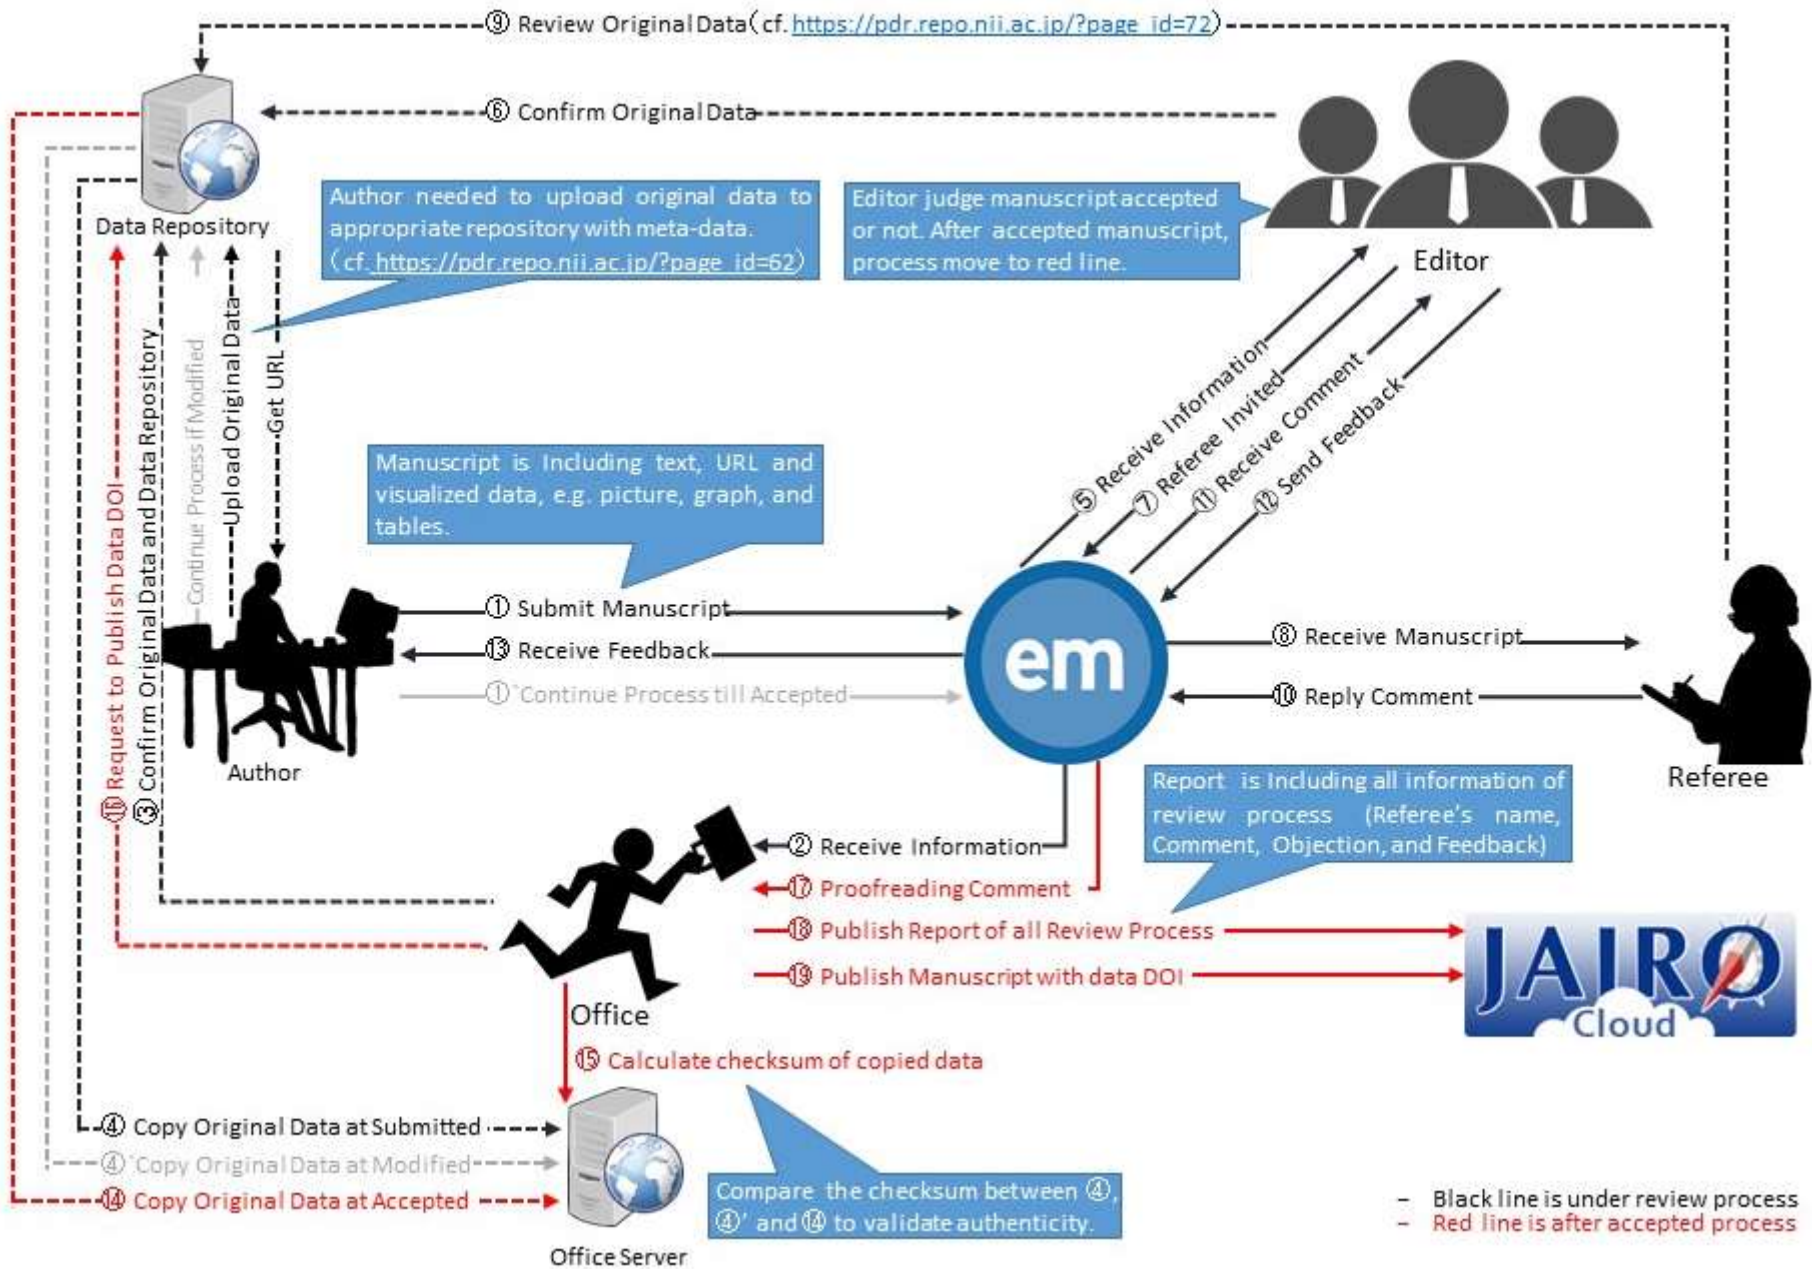 ⑨ Review Original Data(cf. https://pdr.repo.nii.ac.jp/?page_id=72)
⑥ Confirm Original Data
Data Repository
Author needed to upload original data to
appropriate repository with meta-data.
(cf. https://pdr.repo.nii.ac.jp/?page_id=62)
Editor judge manuscript accepted
or not. After accepted manuscript,
process move to red line.
Editor
⑯ Request to Publish Data DOI
③ Confirm Original Data and Data Repository
Continue Process if Modified
Upload Original Data
Get URL
⑤ Receive Information
⑦ Referee Invited
⑪ Receive Comment
⑫ Send Feedback
Manuscript is Including text, URL and
visualized data, e.g. picture, graph, and
tables.
① Submit Manuscript
⑬ Receive Feedback
①`Continue Process till Accepted
em
⑧ Receive Manuscript
⑩ Reply Comment
Author
Referee
Report is Including all information of
review process (Referee's name,
Comment, Objection, and Feedback)
② Receive Information
⑰ Proofreading Comment
⑱ Publish Report of all Review Process
⑲ Publish Manuscript with data DOI
JAIRO
Cloud
Office
⑮ Calculate checksum of copied data
④ Copy Original Data at Submitted
④`Copy Original Data at Modified
⑭ Copy Original Data at Accepted
Compare the checksum between ④,
④' and ⑭ to validate authenticity.
Office Server
– Black line is under review process
– Red line is after accepted process